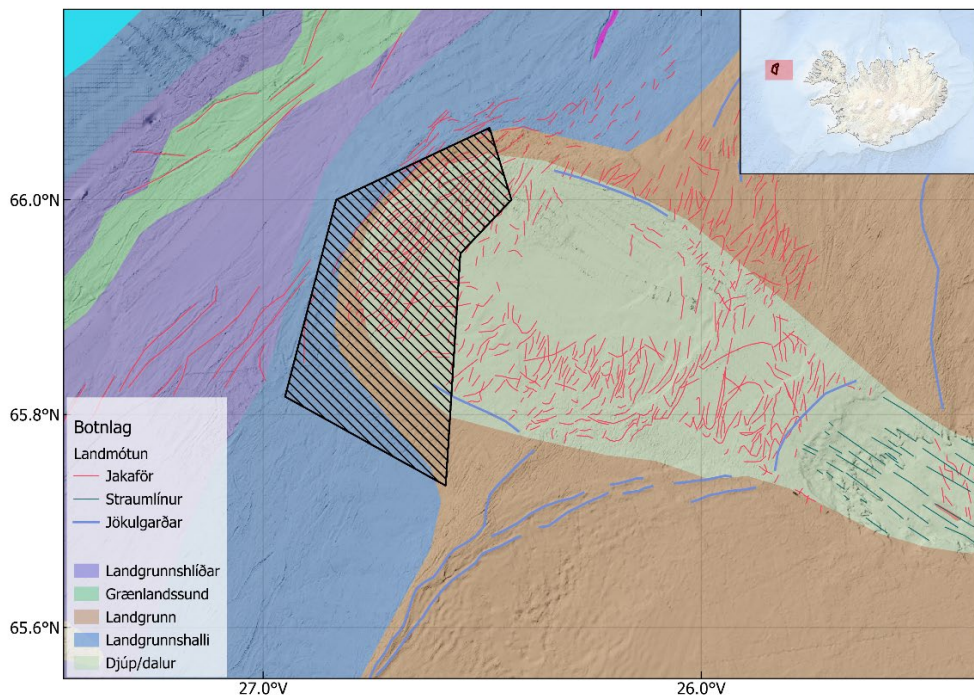 66.0°N
65.8°N
65.6°N
Botnlag
Landmótun
Jakaför
Straumlínur
Jökulgarðar
Landgrunnshlíðar
Grænlandssund
Landgrunn
Landgrunnshalli
Djúp/dalur
27.0°V
26.0°V